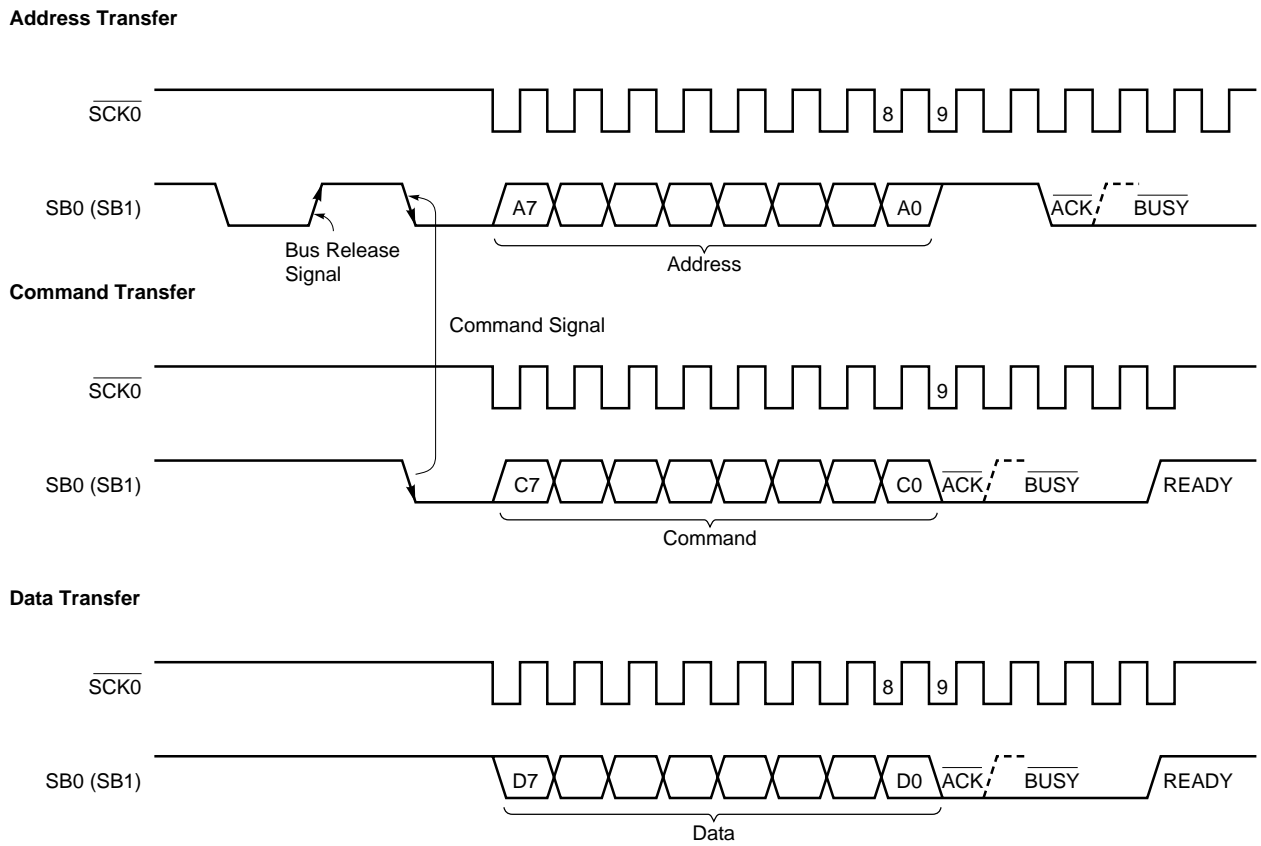 Address Transfer
SCK0
8 9
SB0 (SB1)
A7 A0 ACK BUSY
Bus Release
Signal
Address
Command Transfer
Command Signal
SCK0
9
SB0 (SB1)
C7 C0 ACK BUSY READY
Command
Data Transfer
SCK0
8 9
SB0 (SB1)
D7 D0 ACK BUSY READY
Data